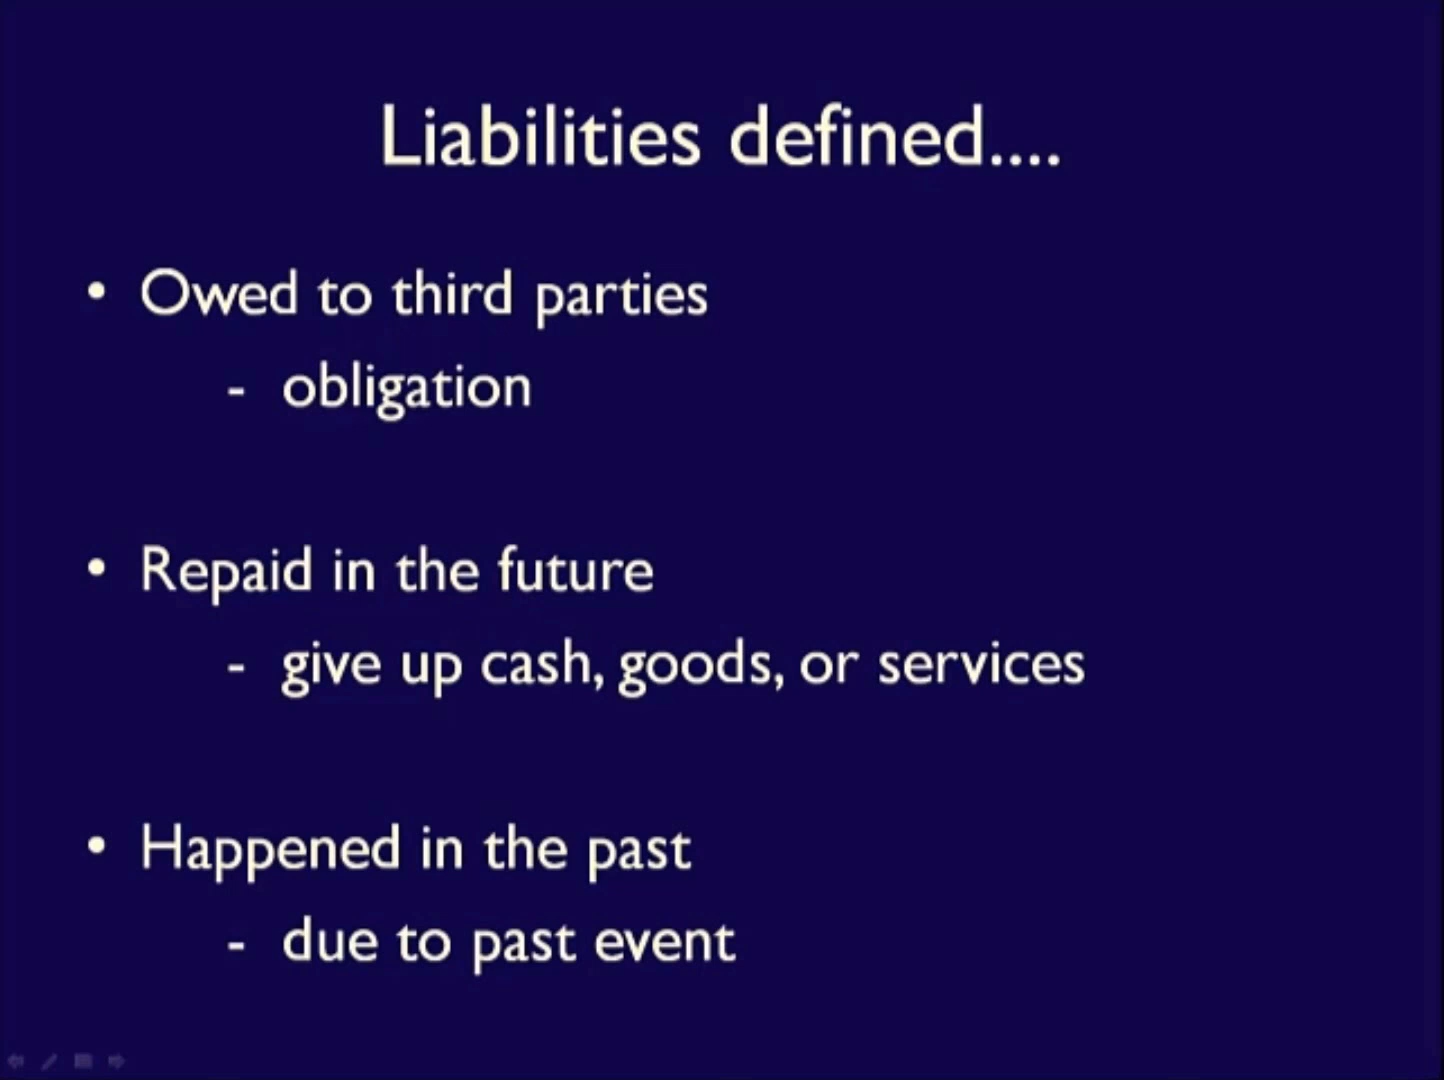 Liabilities defined....
• Owed to third parties
- obligation
• Repaid in the future
- give up cash, goods, or services
• Happened in the past
- due to past event